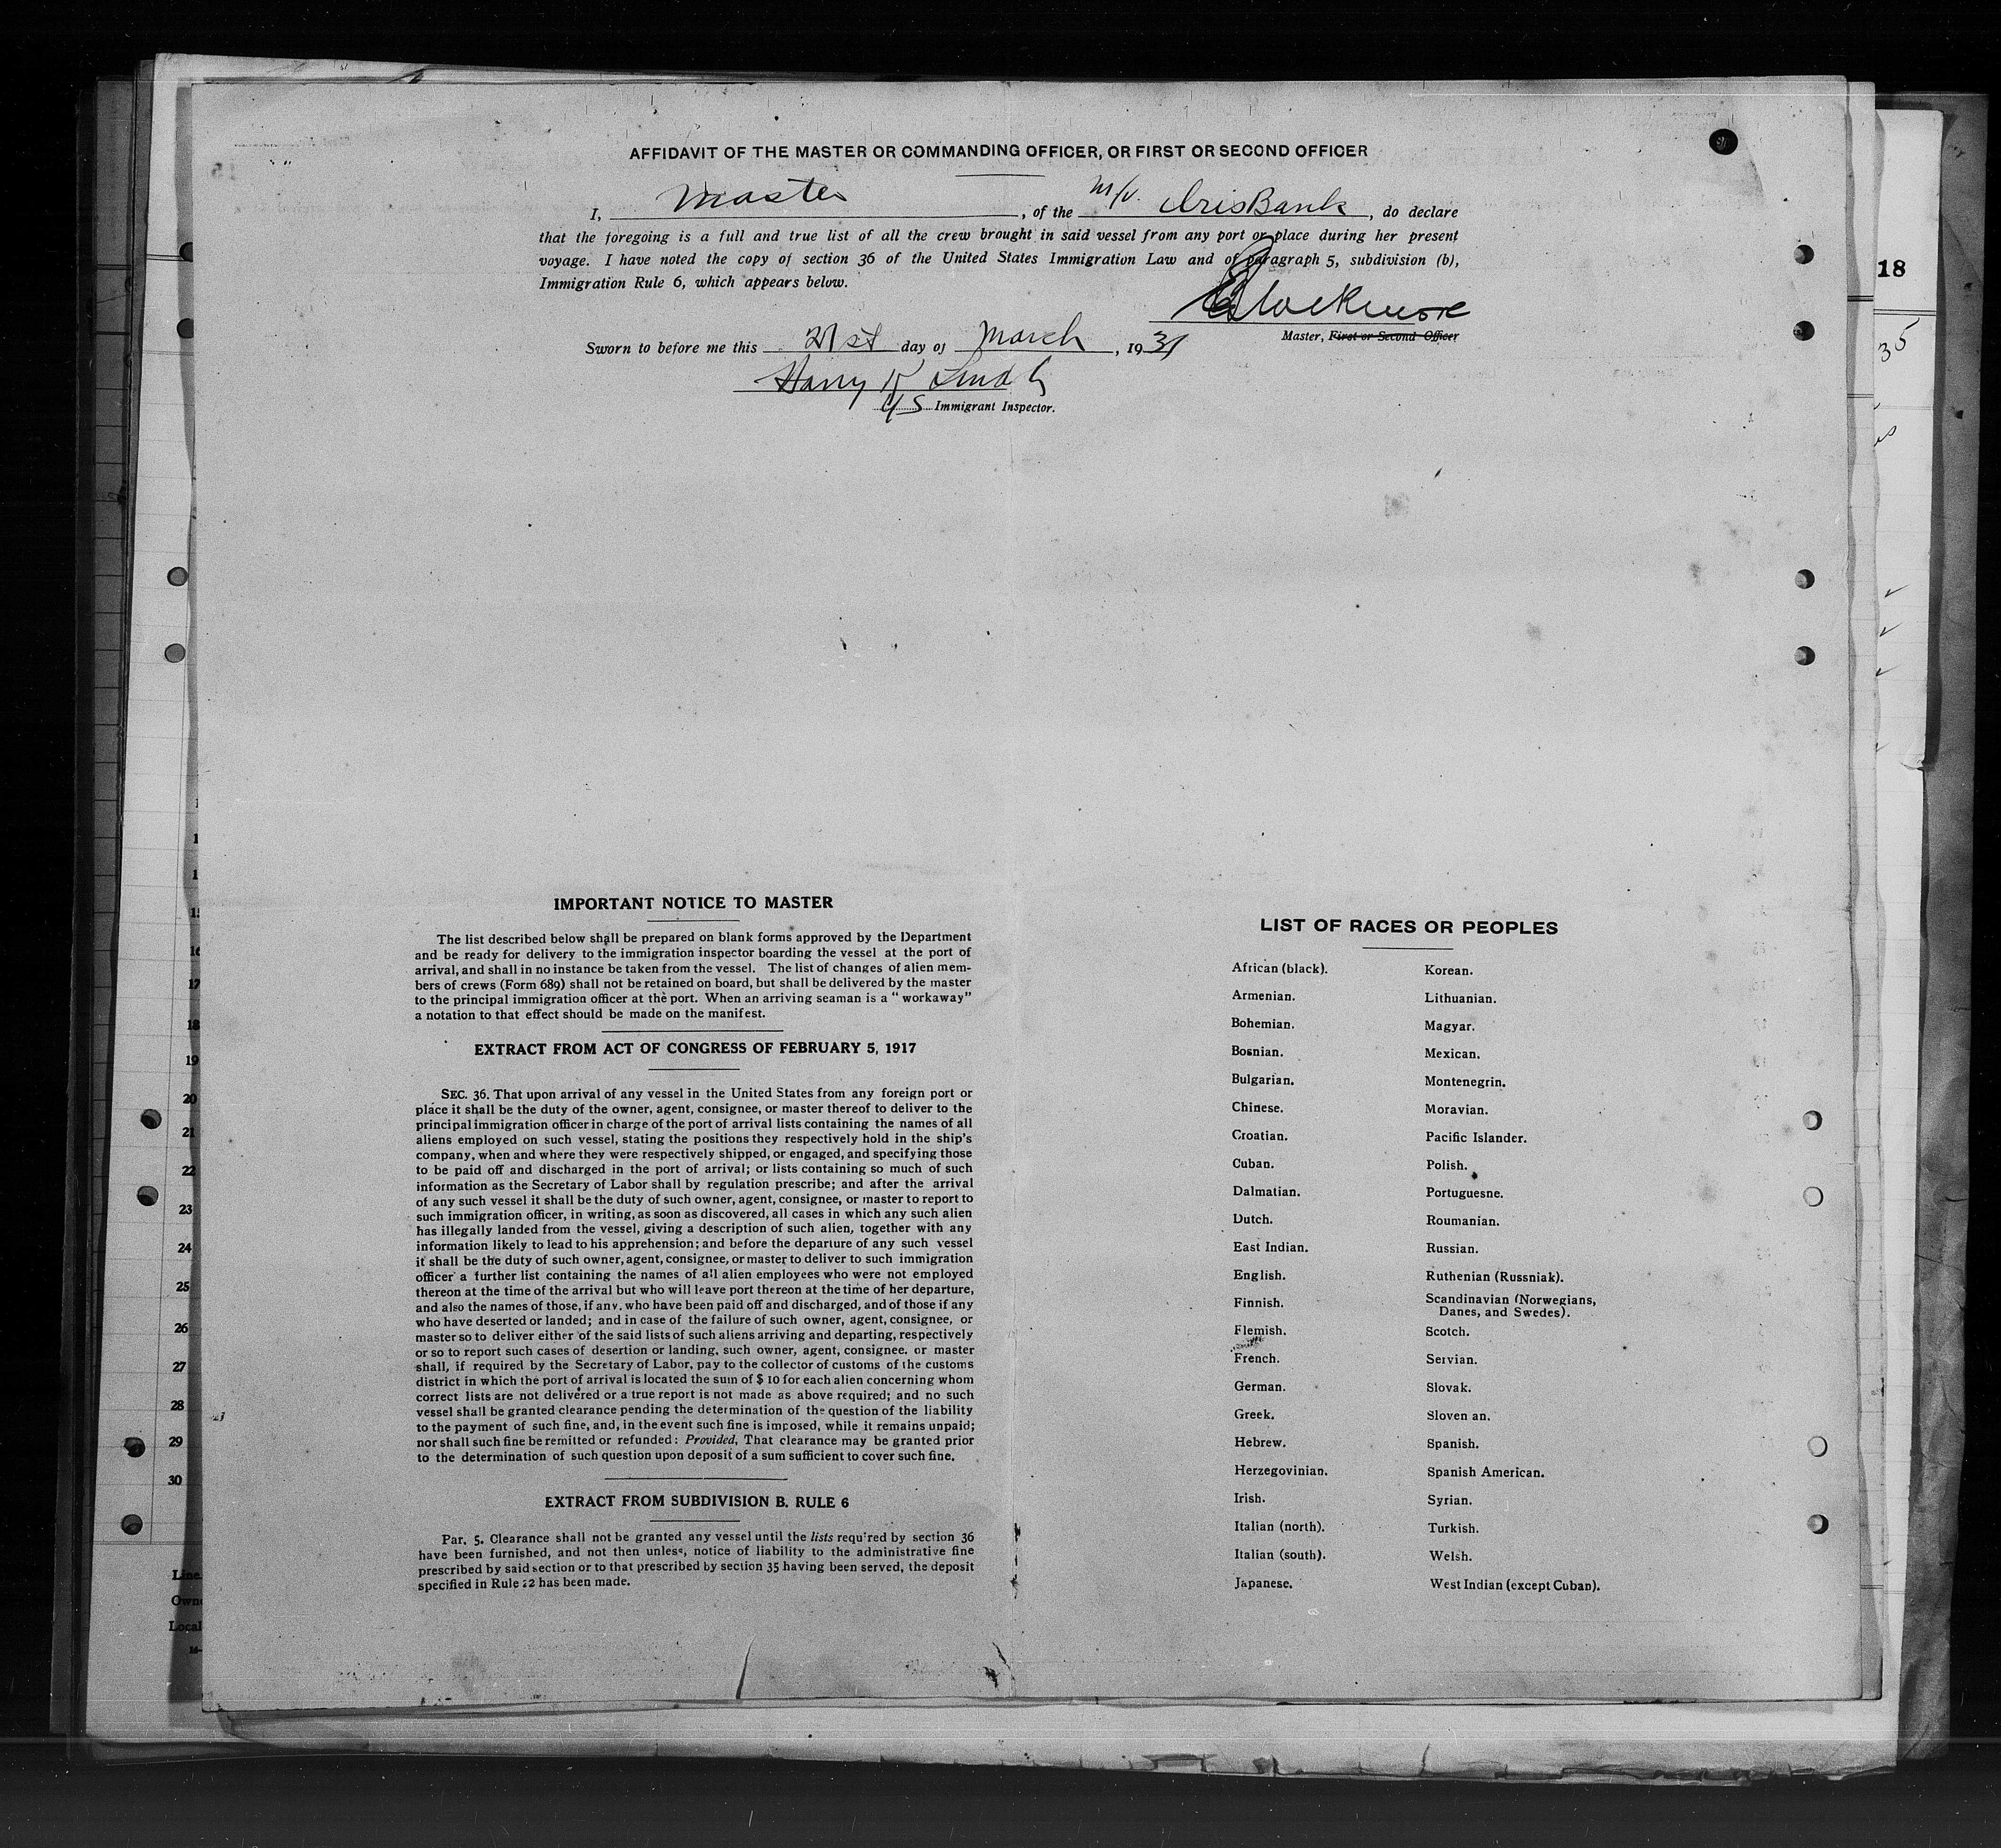 AFFIDAVIT OF THE MASTER OR COMMANDING OFFICER, OR FIRST OR SECOND OFFICER
I, Master, of the M/V. IrisBank, do declare
that the foregoing is a full and true list of all the crew brought in said vessel from any port or place during her present
voyage. I have noted the copy of section 36 of the United States Immigration Law and of paragraph 5, subdivision (b),
Immigration Rule 6, which appears below.
Master, First or Second Officer
Sworn to before me this 21st day of March, 1931
Harry R
US Immigrant Inspector.
18
35
IMPORTANT NOTICE TO MASTER
The list described below shall be prepared on blank forms approved by the Department
and be ready for delivery to the immigration inspector boarding the vessel at the port of
arrival, and shall in no instance be taken from the vessel. The list of changes of alien mem-
bers of crews (Form 689) shall not be retained on board, but shall be delivered by the master
to the principal immigration officer at the port. When an arriving seaman is a "workaway"
a notation to that effect should be made on the manifest.
EXTRACT FROM ACT OF CONGRESS OF FEBRUARY 5, 1917
SEC. 36. That upon arrival of any vessel in the United States from any foreign port or
place it shall be the duty of the owner, agent, consignee, or master thereof to deliver to the
principal immigration officer in charge of the port of arrival lists containing the names of all
aliens employed on such vessel, stating the positions they respectively hold in the ship's
company, when and where they were respectively shipped, or engaged, and specifying those
to be paid off and discharged in the port of arrival; or lists containing so much of such
information as the Secretary of Labor shall by regulation prescribe; and after the arrival
of any such vessel it shall be the duty of such owner, agent, consignee, or master to report to
such immigration officer, in writing, as soon as discovered, all cases in which any such alien
has illegally landed from the vessel, giving a description of such alien, together with any
information likely to lead to his apprehension; and before the departure of any such vessel
it shall be the duty of such owner, agent, consignee, or master to deliver to such immigration
officer a further list containing the names of all alien employees who were not employed
thereon at the time of the arrival but who will leave port thereon at the time of her departure,
and also the names of those, if any, who have been paid off and discharged, and of those if any
who have deserted or landed; and in case of the failure of such owner, agent, consignee, or
master so to deliver either of the said lists of such aliens arriving and departing, respectively
or so to report such cases of desertion or landing, such owner, agent, consignee, or master
shall, if required by the Secretary of Labor, pay to the collector of customs of the customs
district in which the port of arrival is located the sum of $10 for each alien concerning whom
correct lists are not delivered or a true report is not made as above required; and no such
vessel shall be granted clearance pending the determination of the question of the liability
to the payment of such fine, and, in the event such fine is imposed, while it remains unpaid;
nor shall such fine be remitted or refunded: Provided, That clearance may be granted prior
to the determination of such question upon deposit of a sum sufficient to cover such fine.
EXTRACT FROM SUBDIVISION B. RULE 6
Par. 5. Clearance shall not be granted any vessel until the lists required by section 36
have been furnished, and not then unless, notice of liability to the administrative fine
prescribed by said section or to that prescribed by section 35 having been served, the deposit
specified in Rule 22 has been made.
LIST OF RACES OR PEOPLES
African (black). Korean.
Armenian. Lithuanian.
Bohemian. Magyar.
Bosnian. Mexican.
Bulgarian. Montenegrin.
Chinese. Moravian.
Croatian. Pacific Islander.
Cuban. Polish.
Dalmatian. Portuguesne.
Dutch. Roumanian.
East Indian. Russian.
English. Ruthenian (Russniak).
Finnish. Scandinavian (Norwegians,
Danes, and Swedes).
Flemish. Scotch.
French. Servian.
German. Slovak.
Greek. Sloven an.
Hebrew. Spanish.
Herzegovinian. Spanish American.
Irish. Syrian.
Italian (north). Turkish.
Italian (south). Welsh.
Japanese. West Indian (except Cuban).
16
17
18
19
20
21
22
23
24
25
26
27
28
29
30